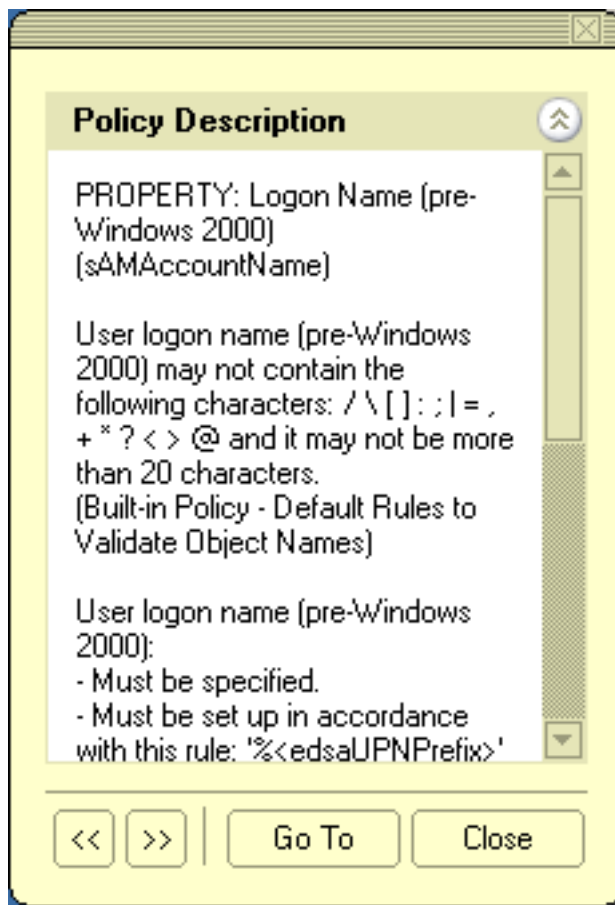 Policy Description
PROPERTY: Logon Name (pre-
Windows 2000)
(sAMAccountName)
User logon name (pre-Windows
2000) may not contain the
following characters: / \ [ ] : ; | = ,
+ * ? < > @ and it may not be more
than 20 characters.
(Built-in Policy - Default Rules to
Validate Object Names)
User logon name (pre-Windows
2000):
- Must be specified.
- Must be set up in accordance
with this rule: '%<edsaUPNPrefix>'
<< >> Go To Close